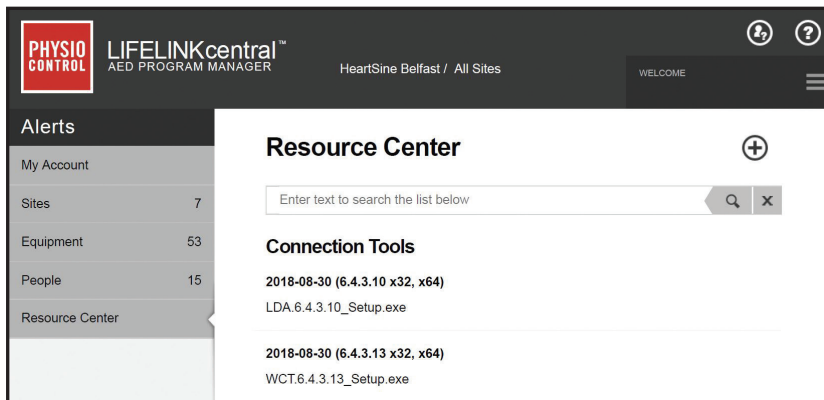 PHYSIO
CONTROL
LIFELINKcentral™
AED PROGRAM MANAGER
HeartSine Belfast / All Sites
WELCOME
Alerts
My Account
Sites 7
Equipment 53
People 15
Resource Center
Resource Center
Enter text to search the list below
X
Connection Tools
2018-08-30 (6.4.3.10 x32, x64)
LDA.6.4.3.10_Setup.exe
2018-08-30 (6.4.3.13 x32, x64)
WCT.6.4.3.13_Setup.exe